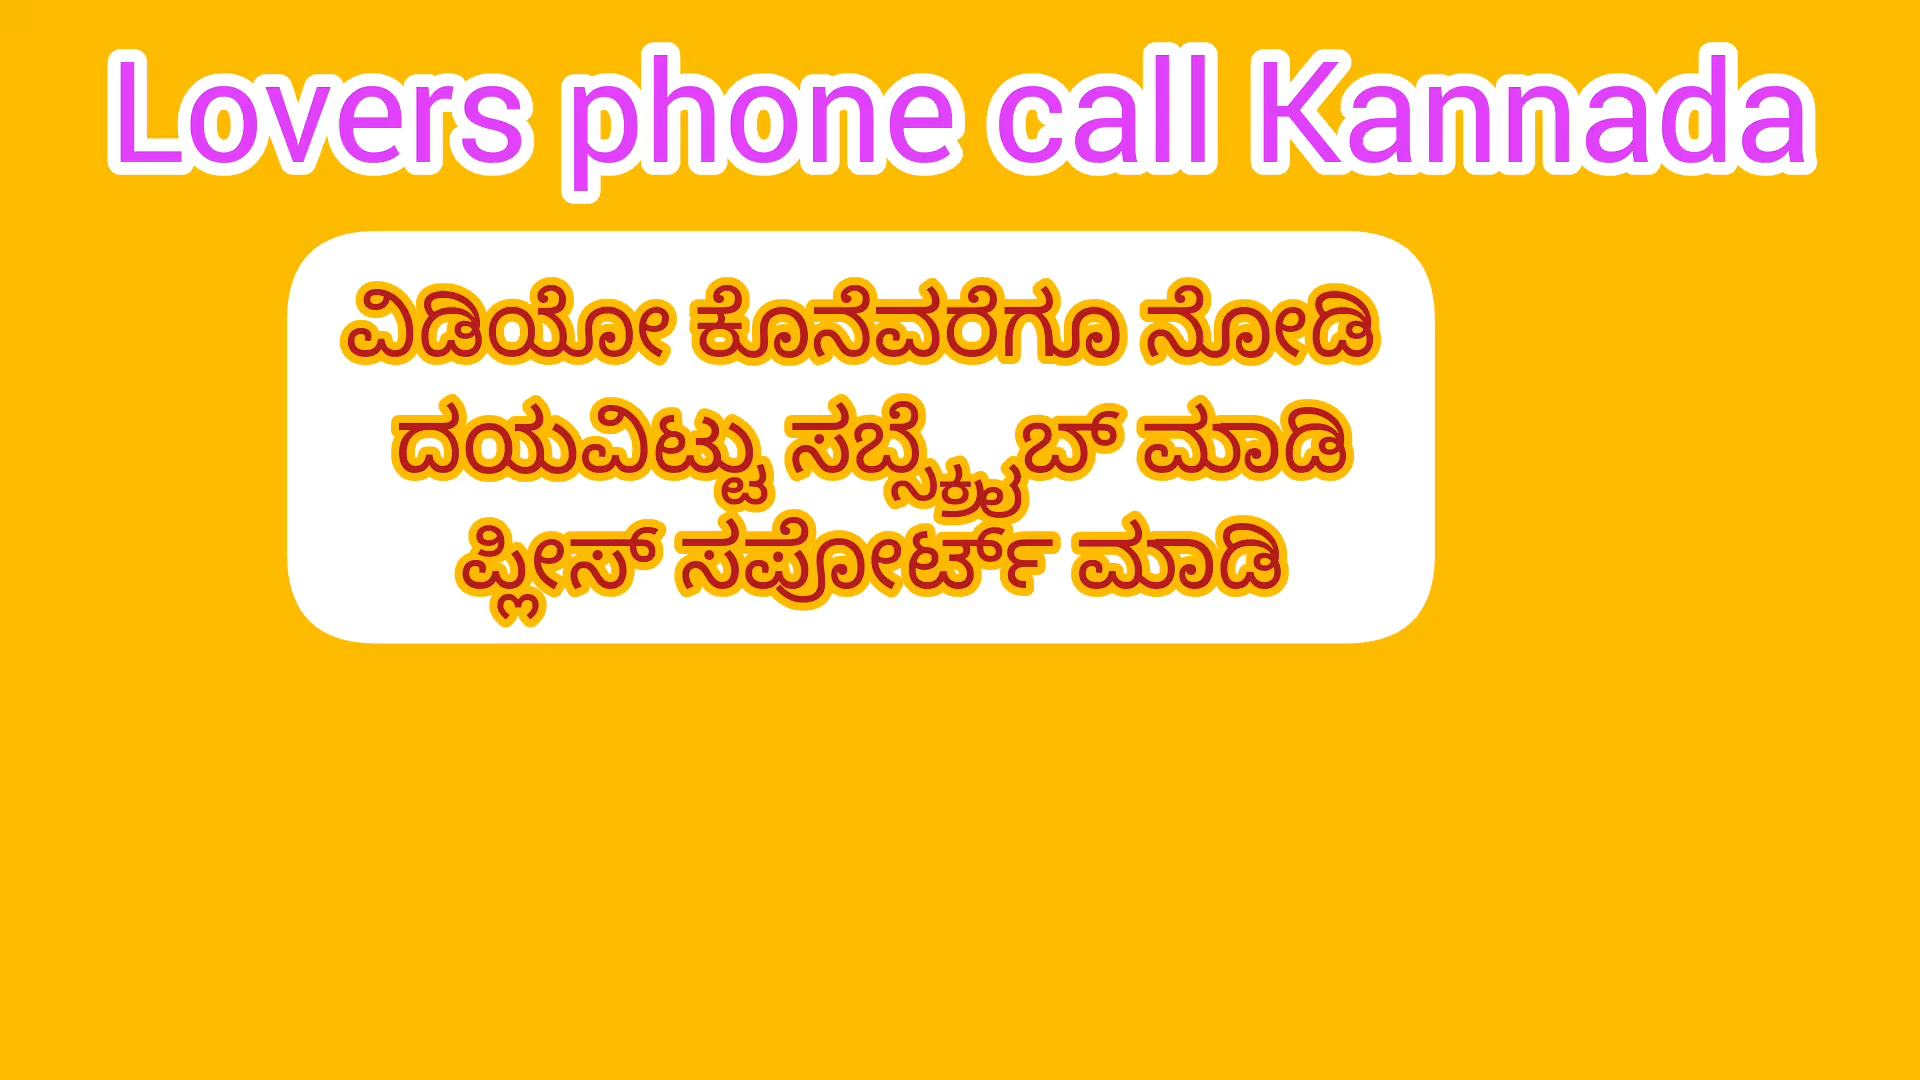 Lovers phone call Kannada
ವಿಡಿಯೋ ಕೊನೆವರೆಗೂ ನೋಡಿ
ದಯವಿಟ್ಟು ಸಬ್ಸ್ಕ್ರೈಬ್ ಮಾಡಿ
ಪ್ಲೀಸ್ ಸಪೋರ್ಟ್ ಮಾಡಿ